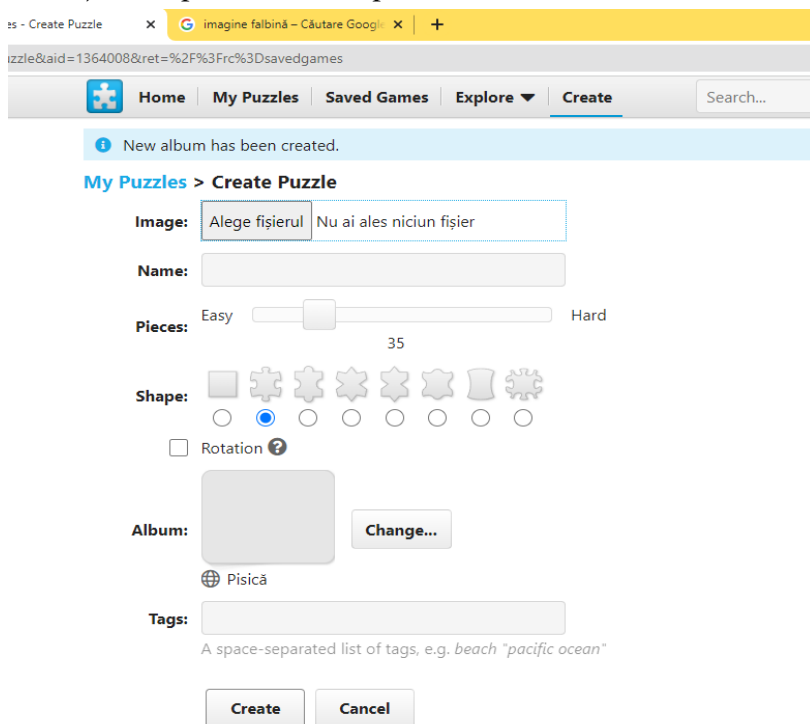 es - Create Puzzle
imagine falbină – Căutare Google
uzzle&aid=1364008&ret=%2F%3Frc%3Dsavedgames
Home My Puzzles Saved Games Explore Create Search...
New album has been created.
My Puzzles > Create Puzzle
Image: Alege fișierul Nu ai ales niciun fișier
Name:
Pieces: Easy Hard
35
Shape:
Rotation ?
Album: Change...
Pisică
Tags:
A space-separated list of tags, e.g. beach "pacific ocean"
Create Cancel